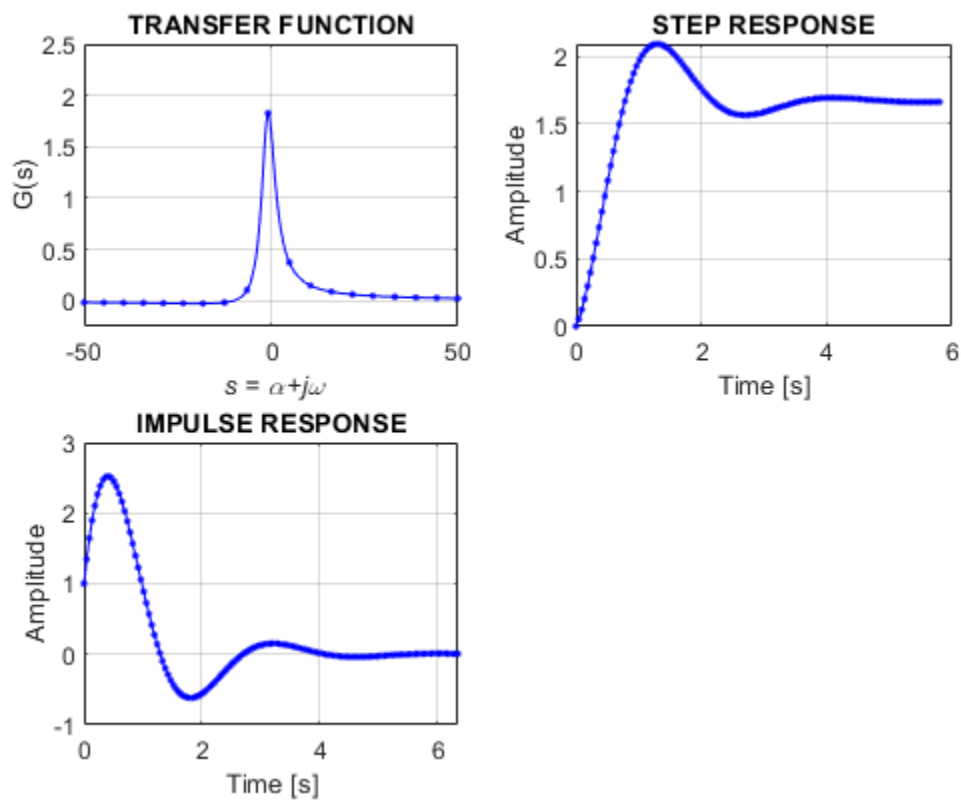 TRANSFER FUNCTION
2.5
2
1.5
1
0.5
0
-50 0 50
G(s)
s = α+jω
STEP RESPONSE
2
1.5
1
0.5
0
0 2 4 6
Amplitude
Time [s]
IMPULSE RESPONSE
3
2
1
0
-1
0 2 4 6
Amplitude
Time [s]